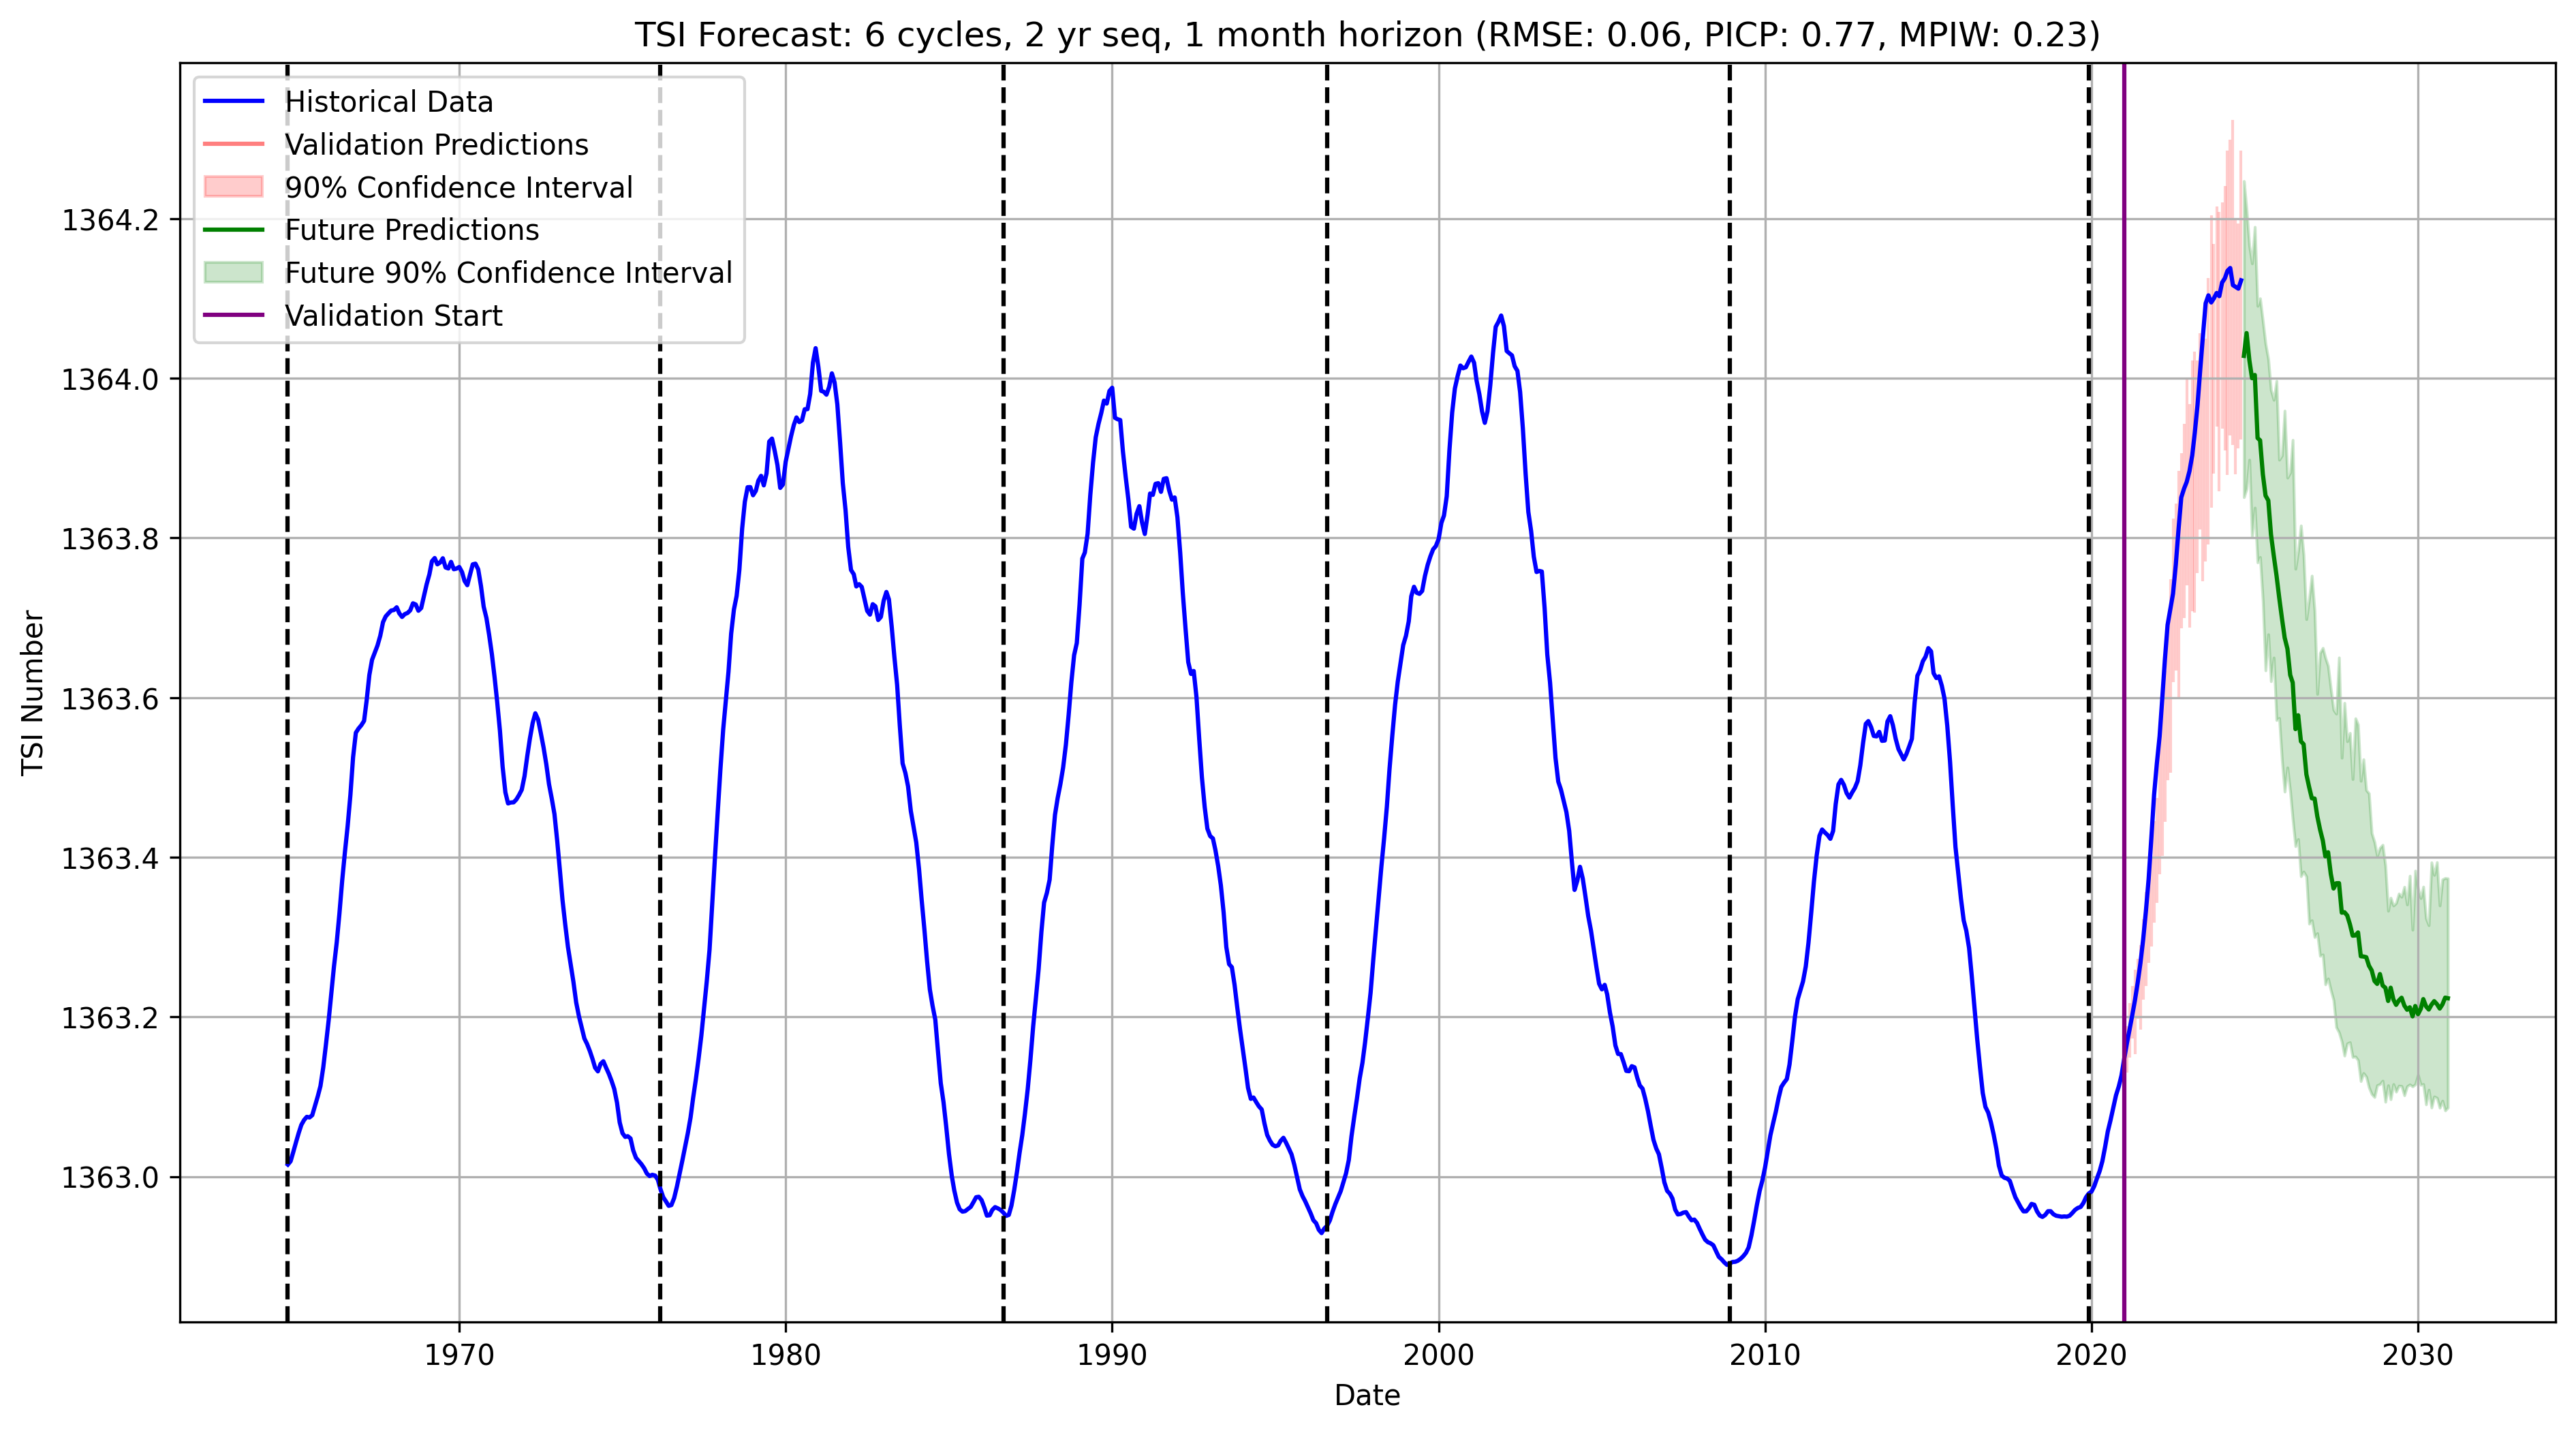 TSI Forecast: 6 cycles, 2 yr seq, 1 month horizon (RMSE: 0.06, PICP: 0.77, MPIW: 0.23)
Historical Data
Validation Predictions
90% Confidence Interval
Future Predictions
Future 90% Confidence Interval
Validation Start
TSI Number
1364.2
1364.0
1363.8
1363.6
1363.4
1363.2
1363.0
1970
1980
1990
2000
2010
2020
2030
Date